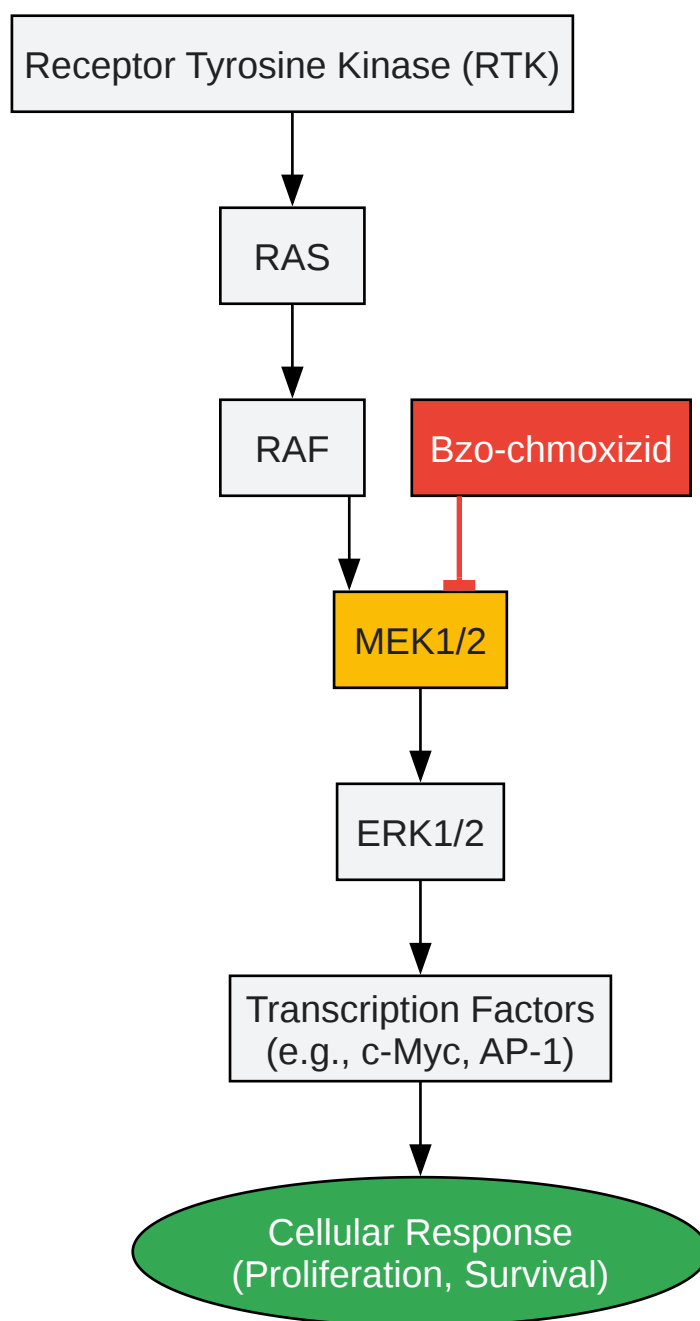 Receptor Tyrosine Kinase (RTK)
RAS
RAF
Bzo-chmoxizid
MEK1/2
ERK1/2
Transcription Factors
(e.g., c-Myc, AP-1)
Cellular Response
(Proliferation, Survival)